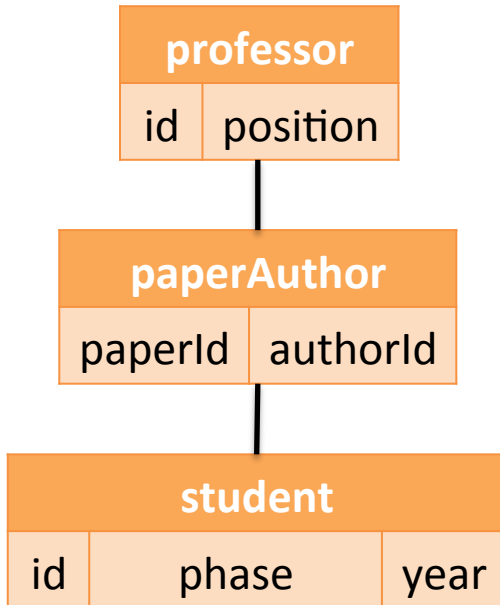 professor
id position
paperAuthor
paperId authorId
student
id phase year